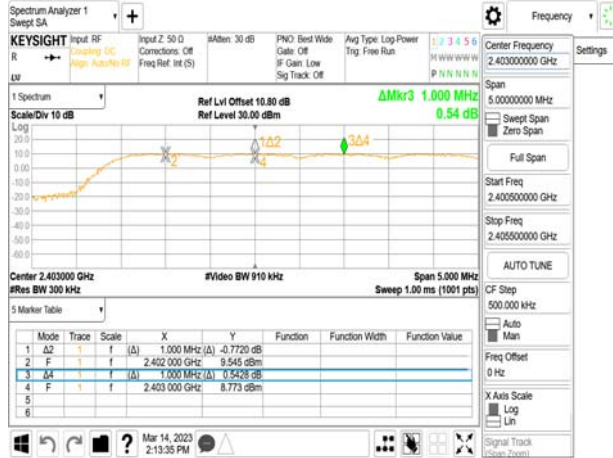 Spectrum Analyzer 1
Swept SA
Frequency
KEYSIGHT
R
Input: RF
Coupling: DC
Align: Auto/No RF
Input Z: 50 Ω
Corrections: Off
Freq Ref: Int (S)
#Atten: 30 dB
PNO: Best Wide
Gate: Off
IF Gain: Low
Sig Track: Off
Avg Type: Log-Power
Trig: Free Run
1 2 3 4 5 6
M W W W W W
P N N N N N
1 Spectrum
Scale/Div 10 dB
Ref Lvl Offset 10.80 dB
Ref Level 30.00 dBm
ΔMkr3 1.000 MHz
0.54 dB
Log
20.0
10.0
0.00
-10.0
-20.0
-30.0
-40.0
-50.0
-60.0
2
1Δ2
4
3Δ4
Center 2.403000 GHz
#Res BW 300 kHz
#Video BW 910 kHz
Span 5.000 MHz
Sweep 1.00 ms (1001 pts)
5 Marker Table
Mode Trace Scale X Y Function Function Width Function Value
1 Δ2 1 f (Δ) 1.000 MHz (Δ) -0.7720 dB
2 F 1 f 2.402 000 GHz 9.545 dBm
3 Δ4 1 f (Δ) 1.000 MHz (Δ) 0.5428 dB
4 F 1 f 2.403 000 GHz 8.773 dBm
5
6
Mar 14, 2023
2:13:35 PM
Center Frequency
2.403000000 GHz
Settings
Span
5.00000000 MHz
Swept Span
Zero Span
Full Span
Start Freq
2.400500000 GHz
Stop Freq
2.405500000 GHz
AUTO TUNE
CF Step
500.000 kHz
Auto
Man
Freq Offset
0 Hz
X Axis Scale
Log
Lin
Signal Track
(Span Zoom)